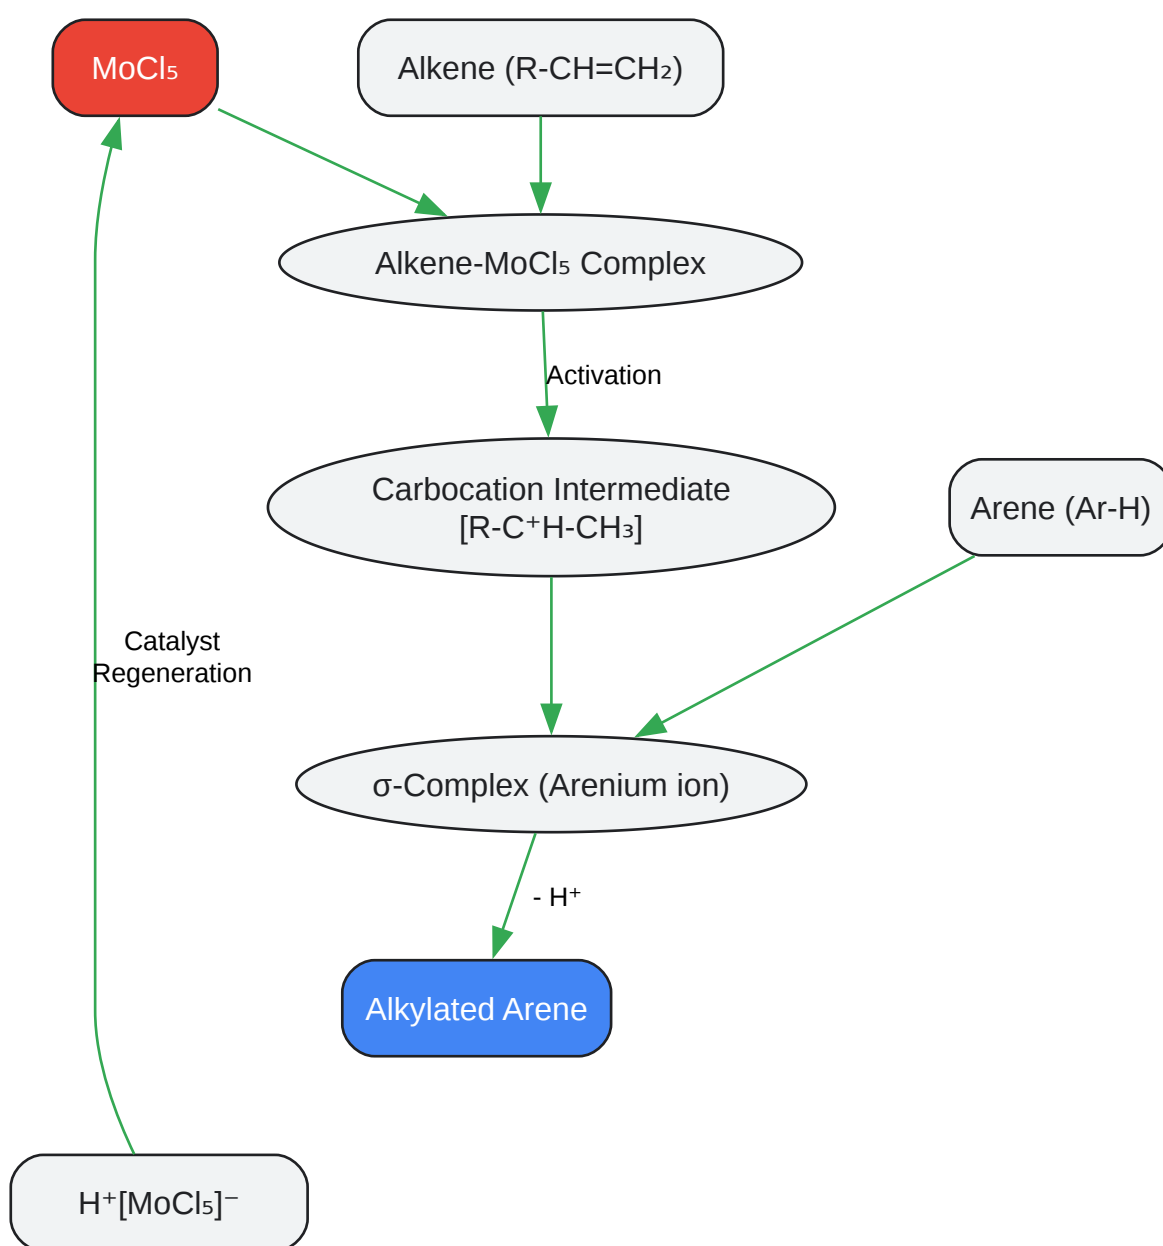 MoCl₅
Alkene (R-CH=CH₂)
Alkene-MoCl₅ Complex
Activation
Carbocation Intermediate
[R-C⁺H-CH₃]
Arene (Ar-H)
Catalyst
Regeneration
σ-Complex (Arenium ion)
- H⁺
Alkylated Arene
H⁺[MoCl₅]⁻